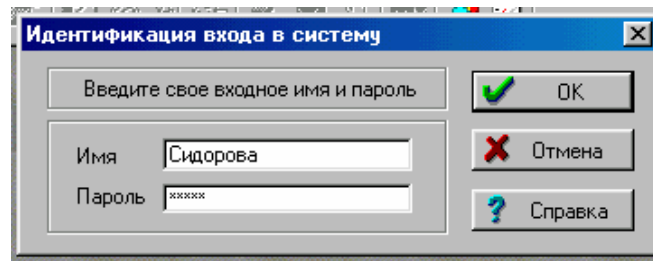 Идентификация входа в систему
Введите свое входное имя и пароль
OK
Имя Сидорова
Отмена
Пароль *****
Справка